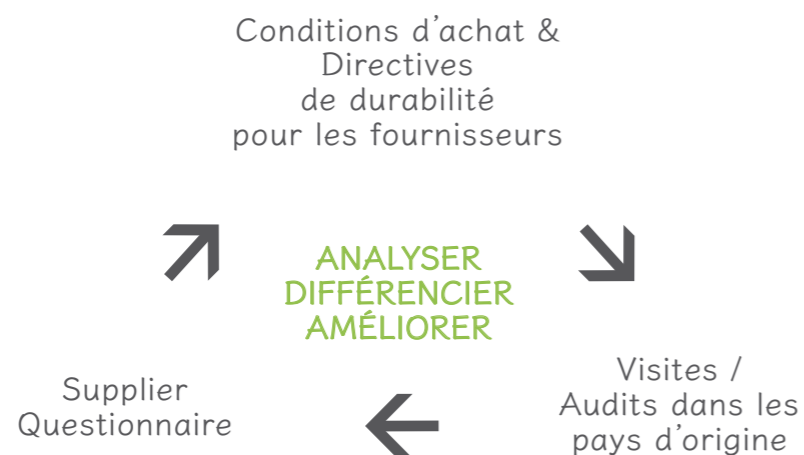 Conditions d'achat &
Directives
de durabilité
pour les fournisseurs
ANALYSER
DIFFÉRENCIER
AMÉLIORER
Visites /
Audits dans les
pays d'origine
Supplier
Questionnaire